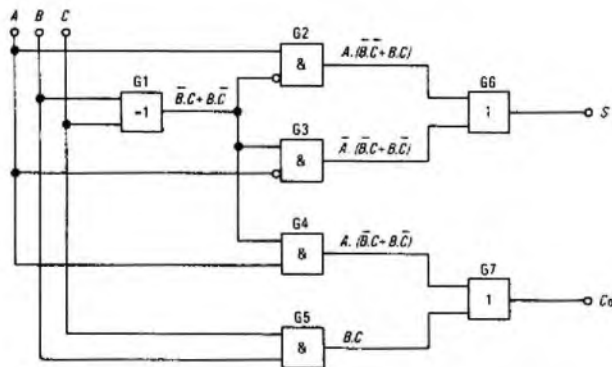 A B C
G2
A.(B̅.C̅ + B.C)
&
G1
=1
B̅.C + B.C̅
G6
1
S
G3
&
A̅.(B̅.C + B.C̅)
G4
&
A.(B̅.C + B.C̅)
G7
1
Co
G5
&
B.C